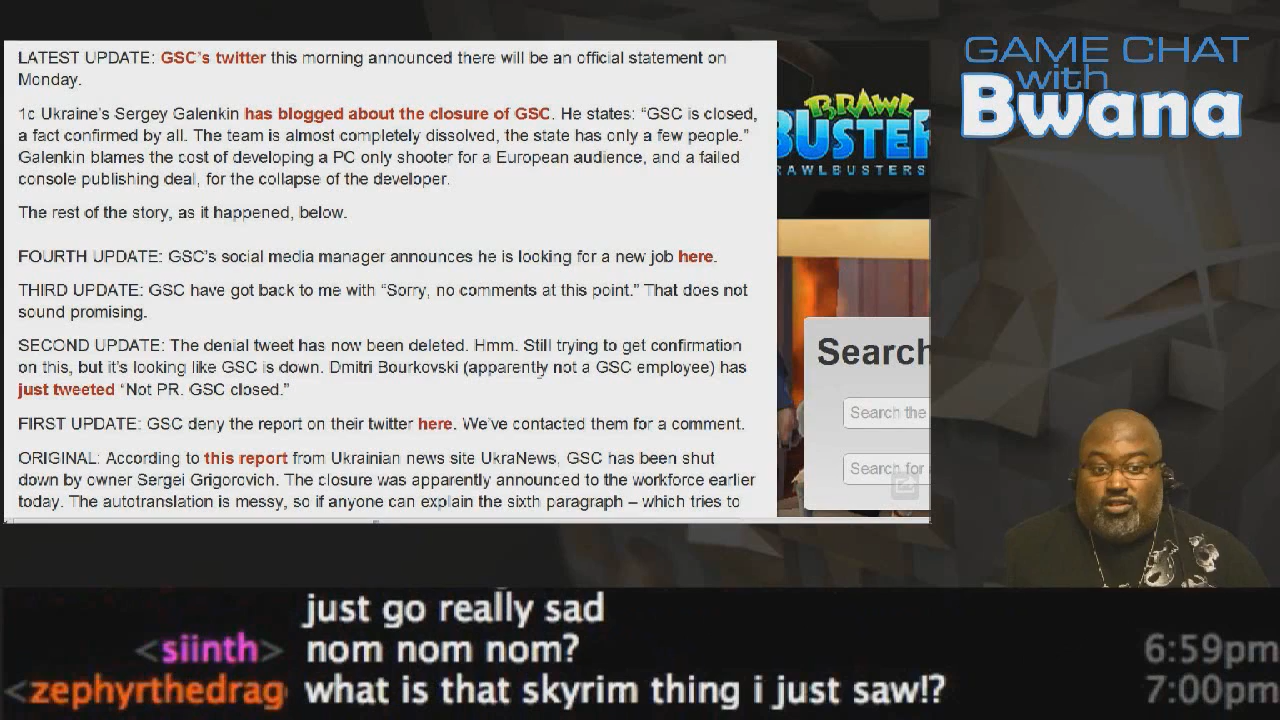 GAME CHAT
with
Bwana
LATEST UPDATE: GSC's twitter this morning announced there will be an official statement on
Monday.
1c Ukraine's Sergey Galenkin has blogged about the closure of GSC. He states: “GSC is closed,
a fact confirmed by all. The team is almost completely dissolved, the state has only a few people.”
Galenkin blames the cost of developing a PC only shooter for a European audience, and a failed
console publishing deal, for the collapse of the developer.
The rest of the story, as it happened, below.
FOURTH UPDATE: GSC's social media manager announces he is looking for a new job here.
THIRD UPDATE: GSC have got back to me with “Sorry, no comments at this point.” That does not
sound promising.
SECOND UPDATE: The denial tweet has now been deleted. Hmm. Still trying to get confirmation
on this, but it's looking like GSC is down. Dmitri Bourkovski (apparently not a GSC employee) has
just tweeted “Not PR. GSC closed.”
FIRST UPDATE: GSC deny the report on their twitter here. We've contacted them for a comment.
ORIGINAL: According to this report from Ukrainian news site UkraNews, GSC has been shut
down by owner Sergei Grigorovich. The closure was apparently announced to the workforce earlier
today. The autotranslation is messy, so if anyone can explain the sixth paragraph – which tries to
BRAWL
BUSTER
RAWLBUSTERS
Search
Search the
Search for
just go really sad
<siinth> nom nom nom? 6:59pm
<zephyrthedrag what is that skyrim thing i just saw!? 7:00pm